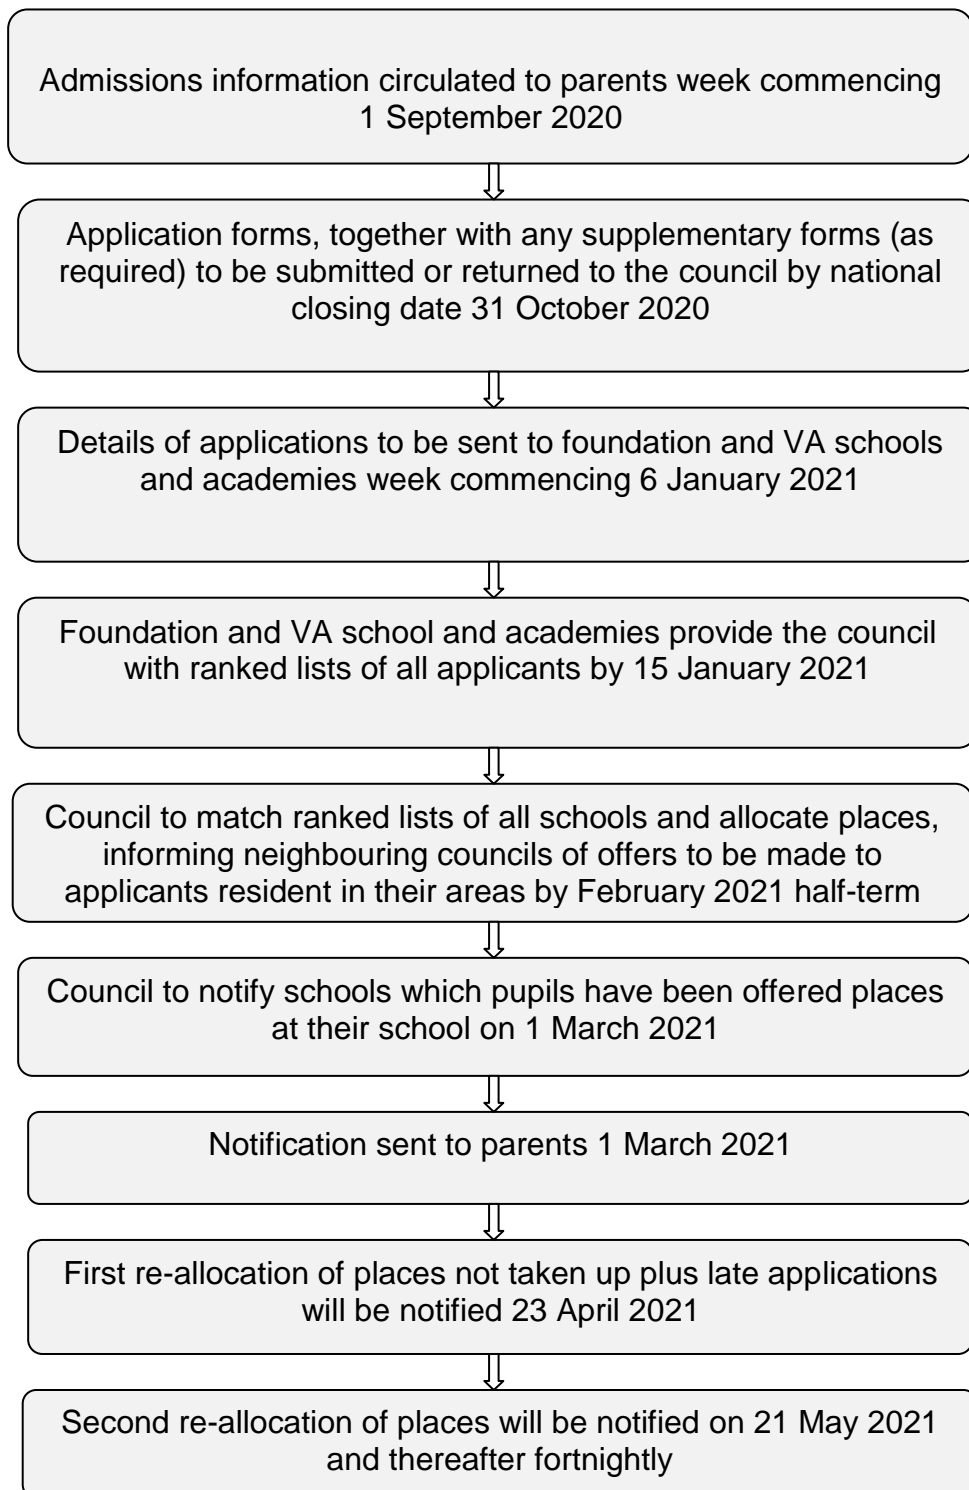 Admissions information circulated to parents week commencing
1 September 2020
Application forms, together with any supplementary forms (as
required) to be submitted or returned to the council by national
closing date 31 October 2020
Details of applications to be sent to foundation and VA schools
and academies week commencing 6 January 2021
Foundation and VA school and academies provide the council
with ranked lists of all applicants by 15 January 2021
Council to match ranked lists of all schools and allocate places,
informing neighbouring councils of offers to be made to
applicants resident in their areas by February 2021 half-term
Council to notify schools which pupils have been offered places
at their school on 1 March 2021
Notification sent to parents 1 March 2021
First re-allocation of places not taken up plus late applications
will be notified 23 April 2021
Second re-allocation of places will be notified on 21 May 2021
and thereafter fortnightly